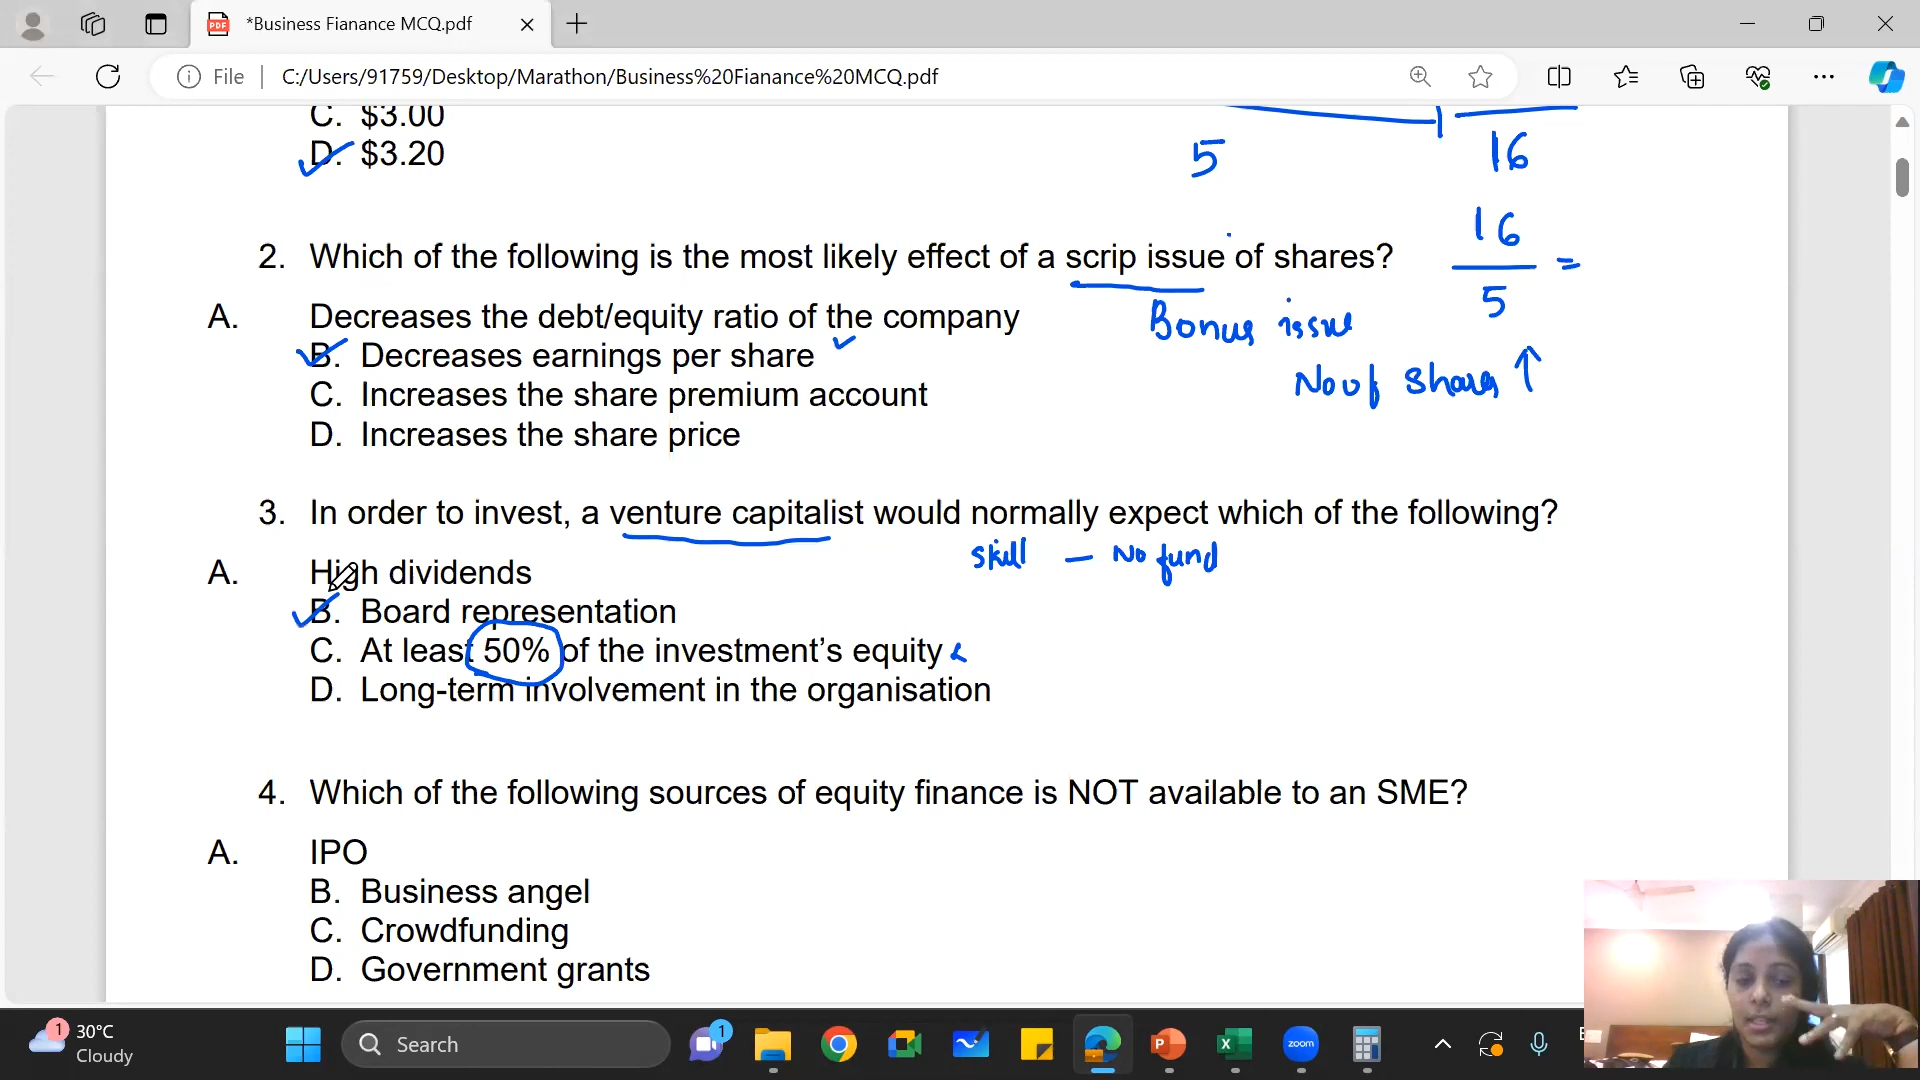 *Business Fianance MCQ.pdf
File
C:/Users/91759/Desktop/Marathon/Business%20Fianance%20MCQ.pdf
C. $3.00
D. $3.20
5
16
2. Which of the following is the most likely effect of a scrip issue of shares?
16
5
=
A. Decreases the debt/equity ratio of the company
Bonus issue
B. Decreases earnings per share
C. Increases the share premium account
No of shares ↑
D. Increases the share price
3. In order to invest, a venture capitalist would normally expect which of the following?
skill — No fund
A. High dividends
B. Board representation
C. At least 50% of the investment’s equity
D. Long-term involvement in the organisation
4. Which of the following sources of equity finance is NOT available to an SME?
A. IPO
B. Business angel
C. Crowdfunding
D. Government grants
1
30°C
Cloudy
Search
1
zoom